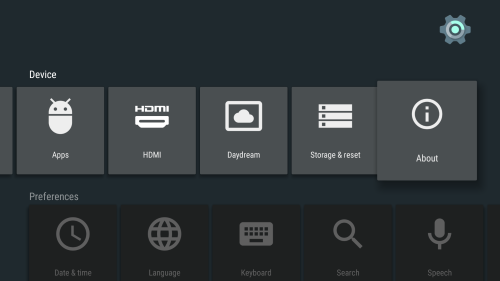 Device
HDMI
Apps
HDMI
Daydream
Storage & reset
About
Preferences
Date & time
Language
Keyboard
Search
Speech